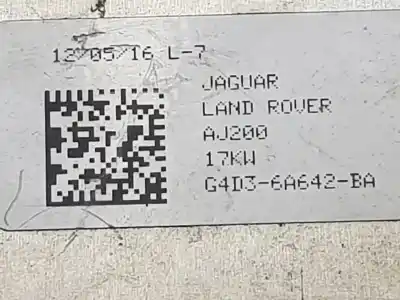 12/05/16 L-7
JAGUAR
LAND ROVER
AJ200
17KW
G4D3-6A642-BA